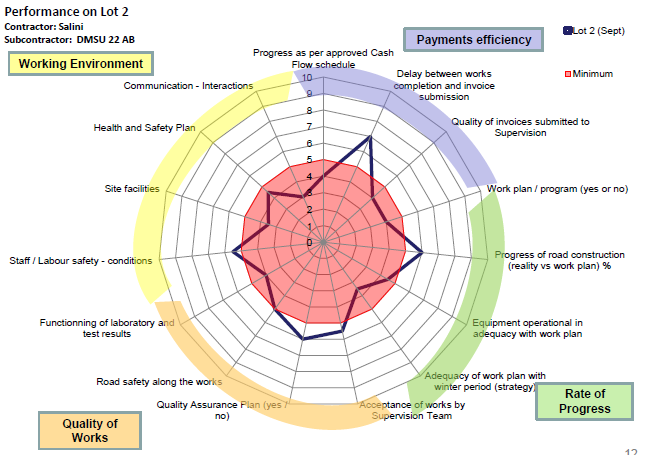 Performance on Lot 2
Contractor: Salini
Subcontractor: DMSU 22 AB
Payments efficiency
Lot 2 (Sept)
Minimum
Working Environment
Progress as per approved Cash
Flow schedule
Delay between works
completion and invoice
submission
Quality of invoices submitted to
Supervision
Work plan / program (yes or no)
Progress of road construction
(reality vs work plan) %
Equipment operational in
adequacy with work plan
Adequacy of work plan with
winter period (strategy)
Acceptance of works by
Supervision Team
Quality Assurance Plan (yes /
no)
Road safety along the works
Functionning of laboratory and
test results
Staff / Labour safety - conditions
Site facilities
Health and Safety Plan
Communication - Interactions
10
9
8
7
6
5
4
3
2
1
0
Rate of
Progress
Quality of
Works
12